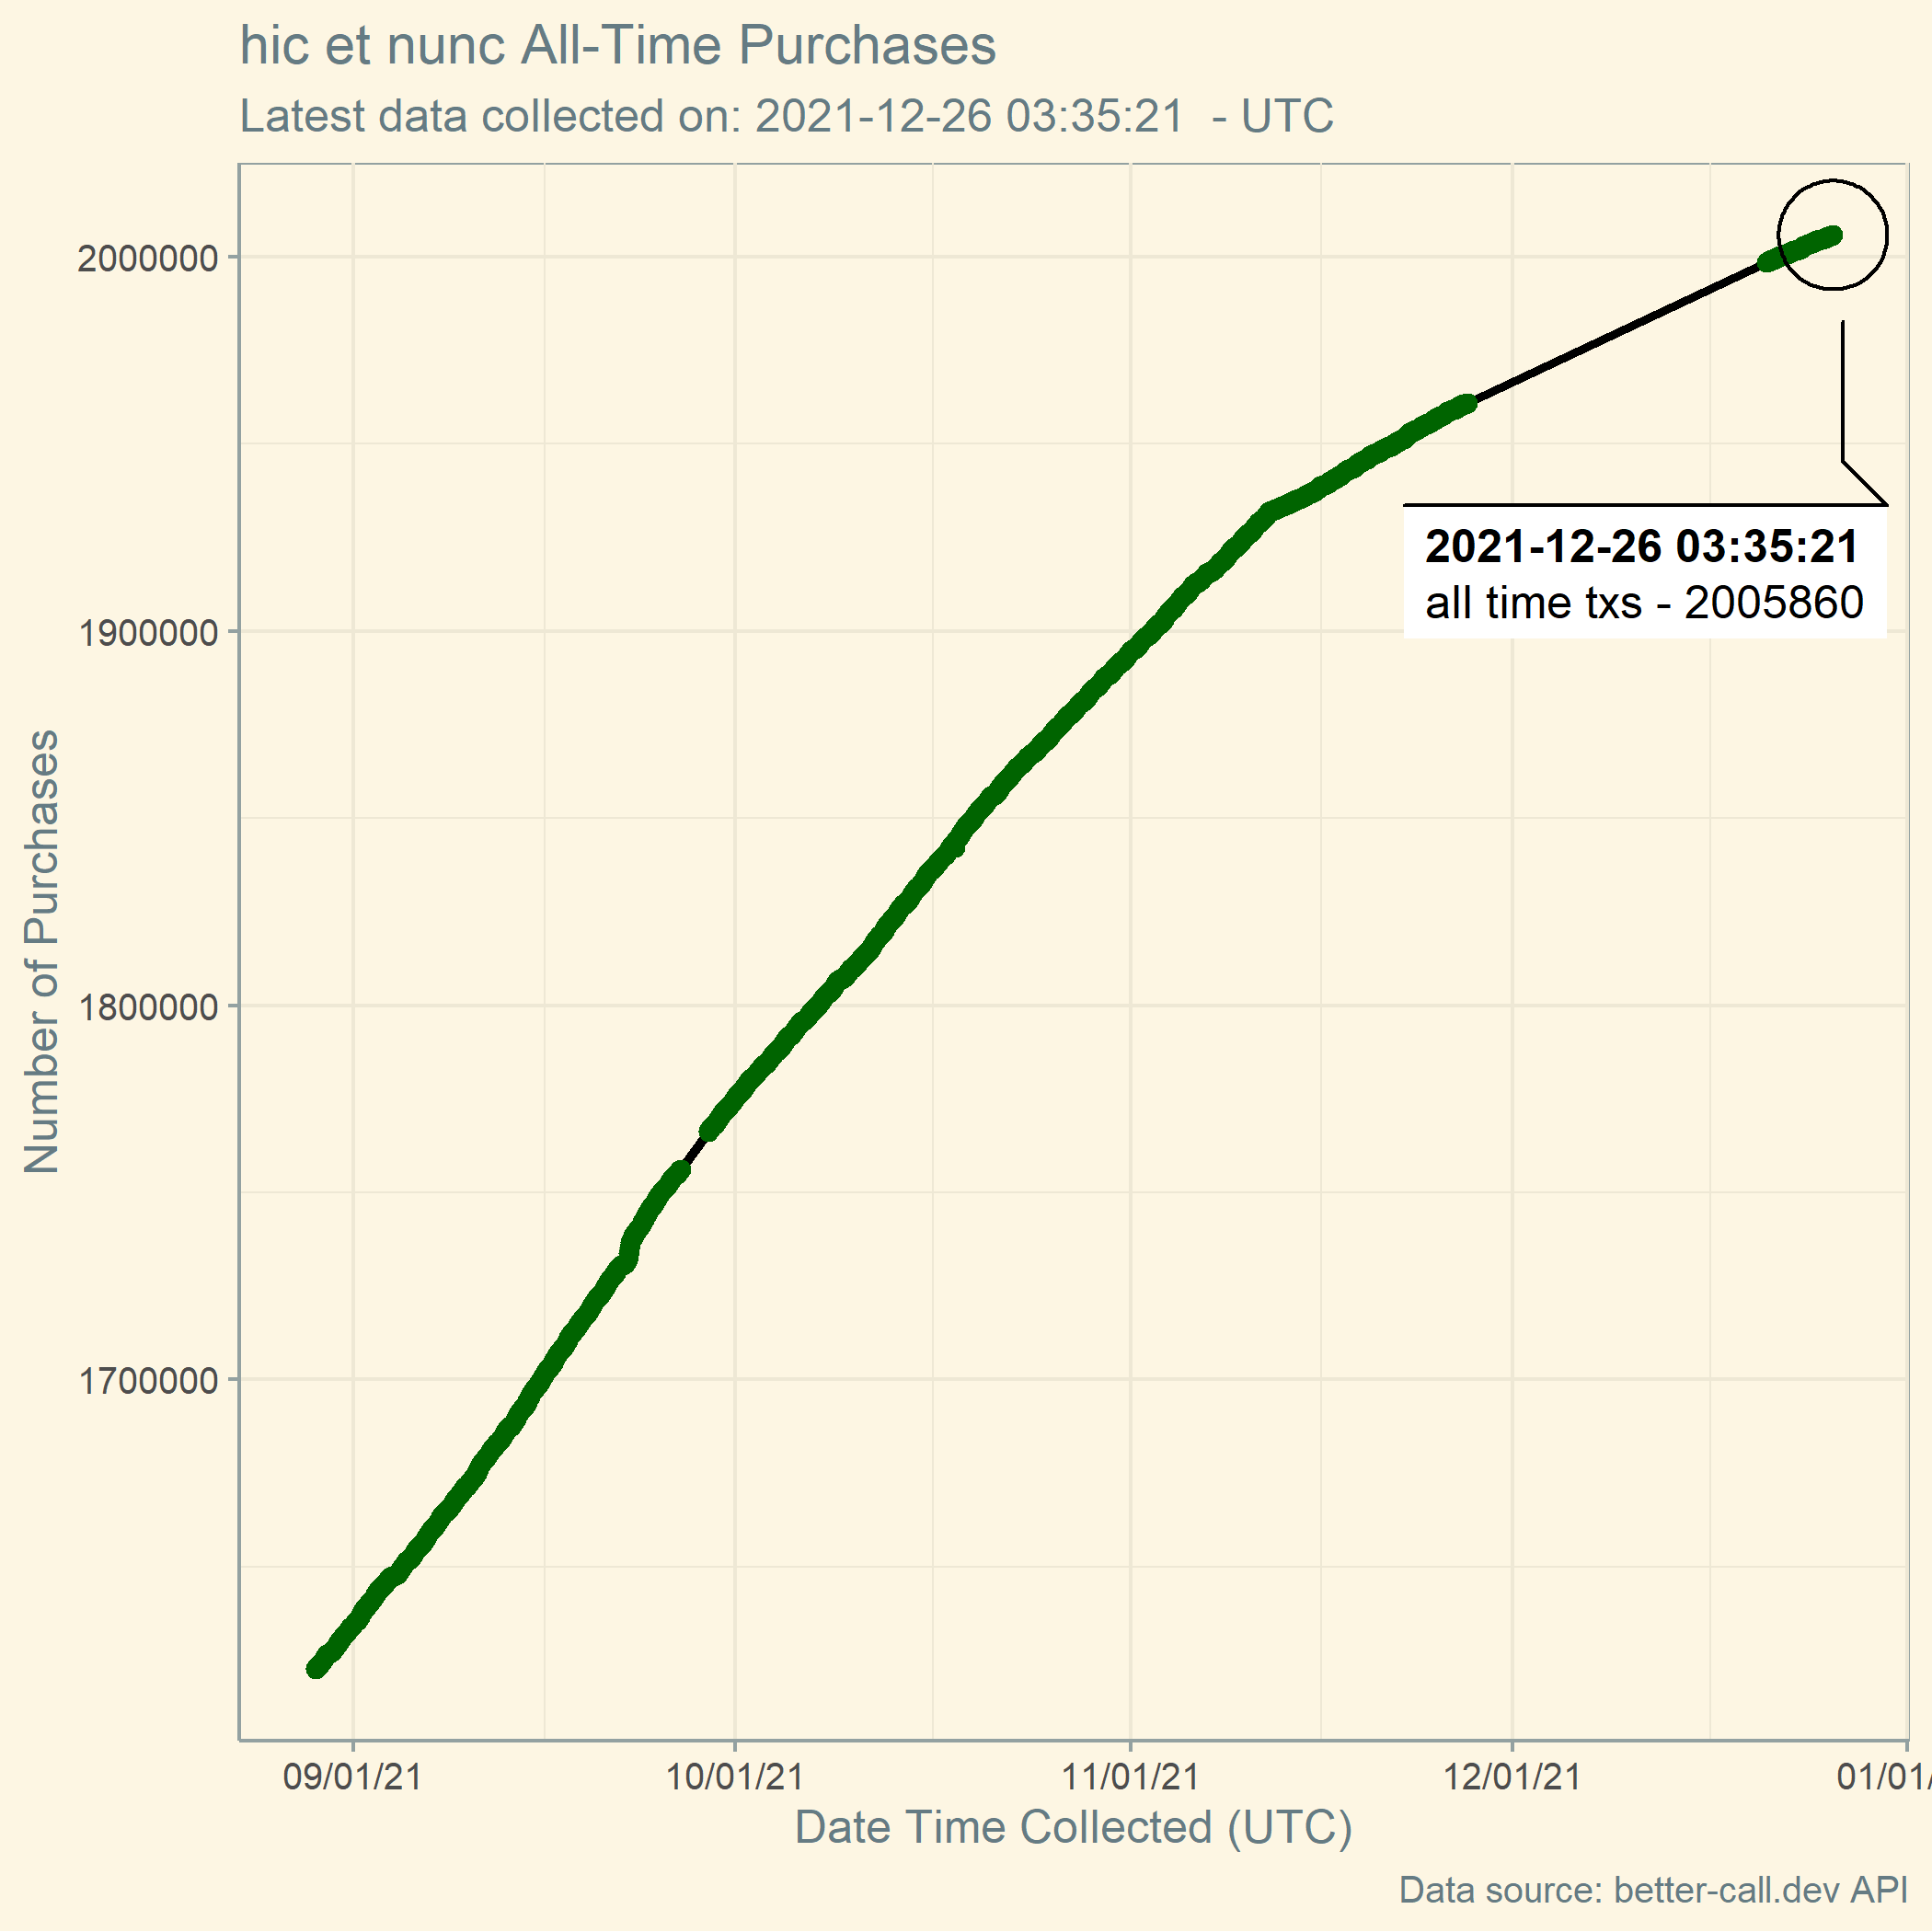 hic et nunc All-Time Purchases
Latest data collected on: 2021-12-26 03:35:21  - UTC
2000000
1900000
1800000
1700000
Number of Purchases
2021-12-26 03:35:21
all time txs - 2005860
09/01/21
10/01/21
11/01/21
12/01/21
01/01/
Date Time Collected (UTC)
Data source: better-call.dev API